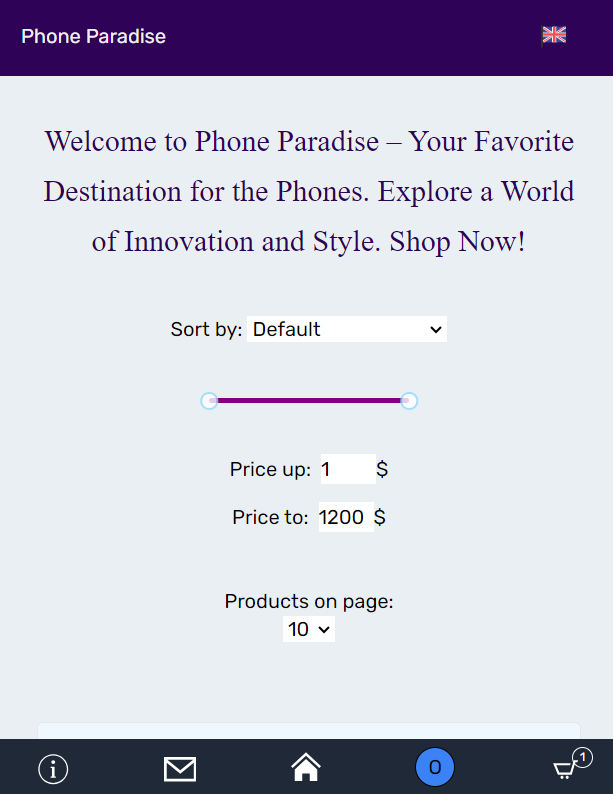 Phone Paradise
Welcome to Phone Paradise – Your Favorite
Destination for the Phones. Explore a World
of Innovation and Style. Shop Now!
Sort by: Default
Price up: 1 $
Price to: 1200 $
Products on page:
10
i 0 1